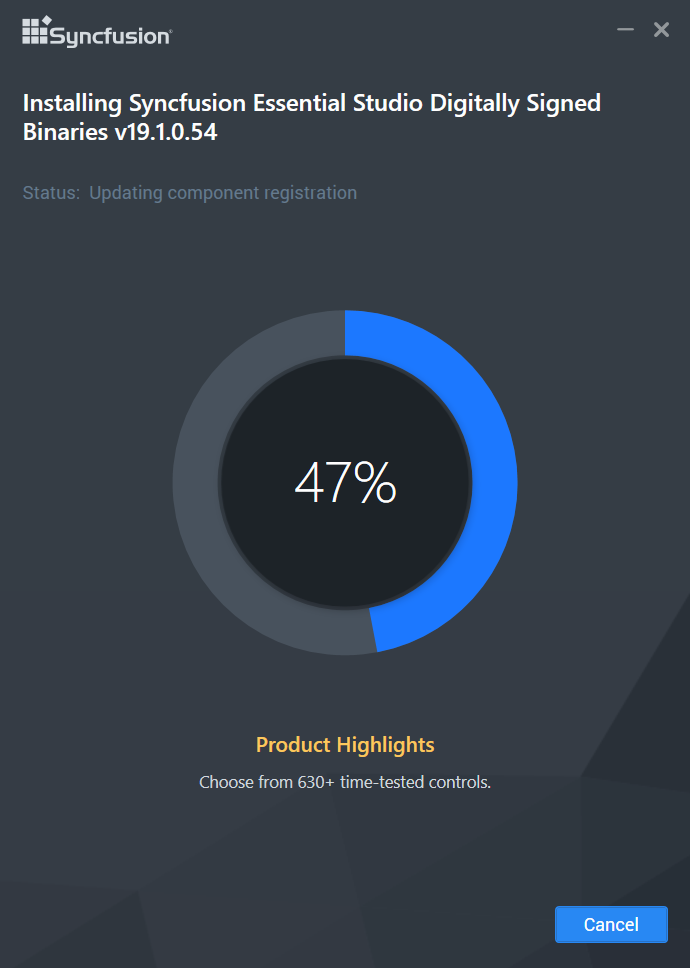 Syncfusion®
Installing Syncfusion Essential Studio Digitally Signed
Binaries v19.1.0.54
Status: Updating component registration
47%
Product Highlights
Choose from 630+ time-tested controls.
Cancel